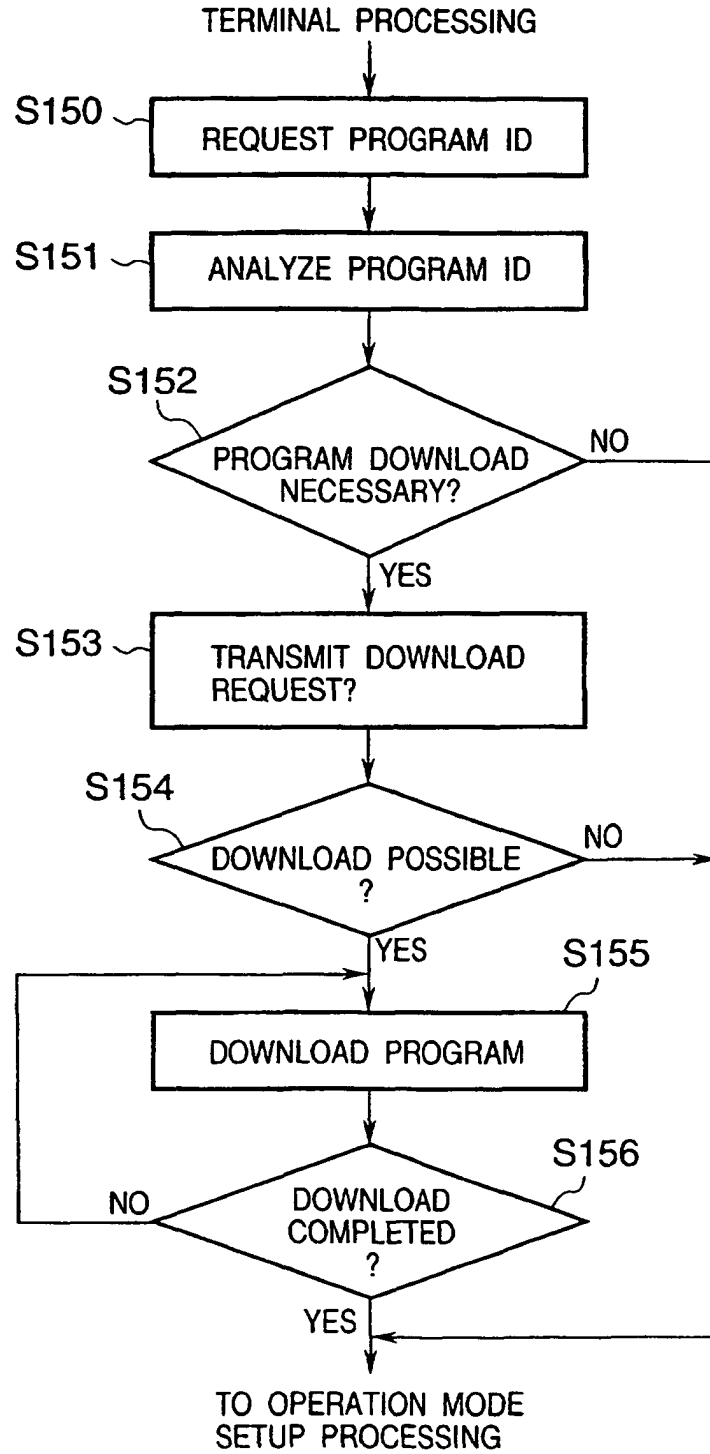 TERMINAL PROCESSING
S150
REQUEST PROGRAM ID
S151
ANALYZE PROGRAM ID
S152
PROGRAM DOWNLOAD
NECESSARY?
NO
YES
S153
TRANSMIT DOWNLOAD
REQUEST?
S154
DOWNLOAD POSSIBLE
?
NO
YES
S155
DOWNLOAD PROGRAM
S156
DOWNLOAD
COMPLETED
?
NO
YES
TO OPERATION MODE
SETUP PROCESSING